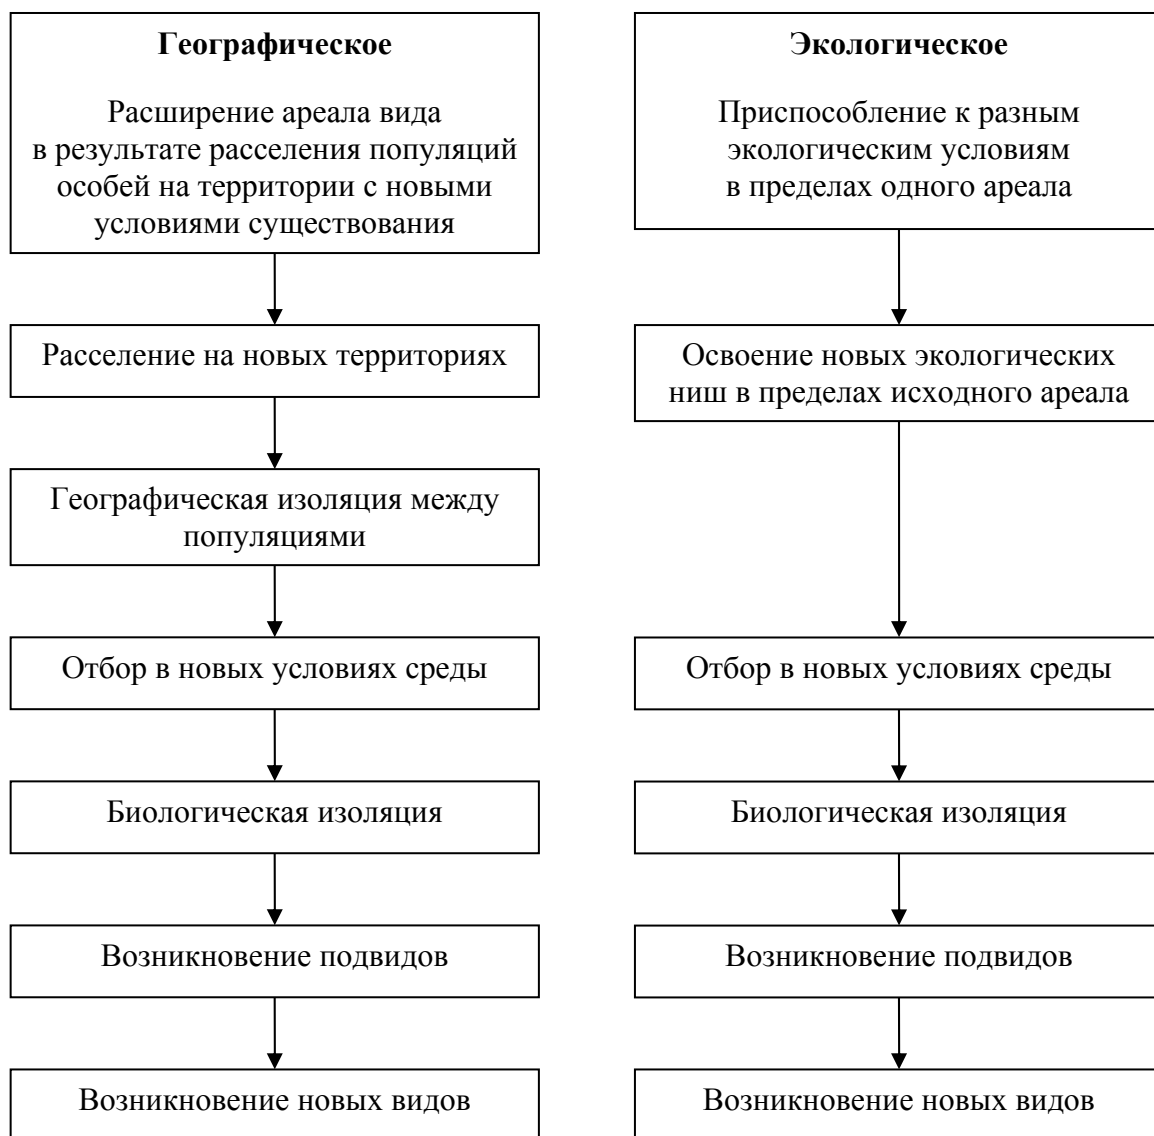 Географическое
Расширение ареала вида
в результате расселения популяций
особей на территории с новыми
условиями существования
Расселение на новых территориях
Географическая изоляция между
популяциями
Отбор в новых условиях среды
Биологическая изоляция
Возникновение подвидов
Возникновение новых видов
Экологическое
Приспособление к разным
экологическим условиям
в пределах одного ареала
Освоение новых экологических
ниш в пределах исходного ареала
Отбор в новых условиях среды
Биологическая изоляция
Возникновение подвидов
Возникновение новых видов